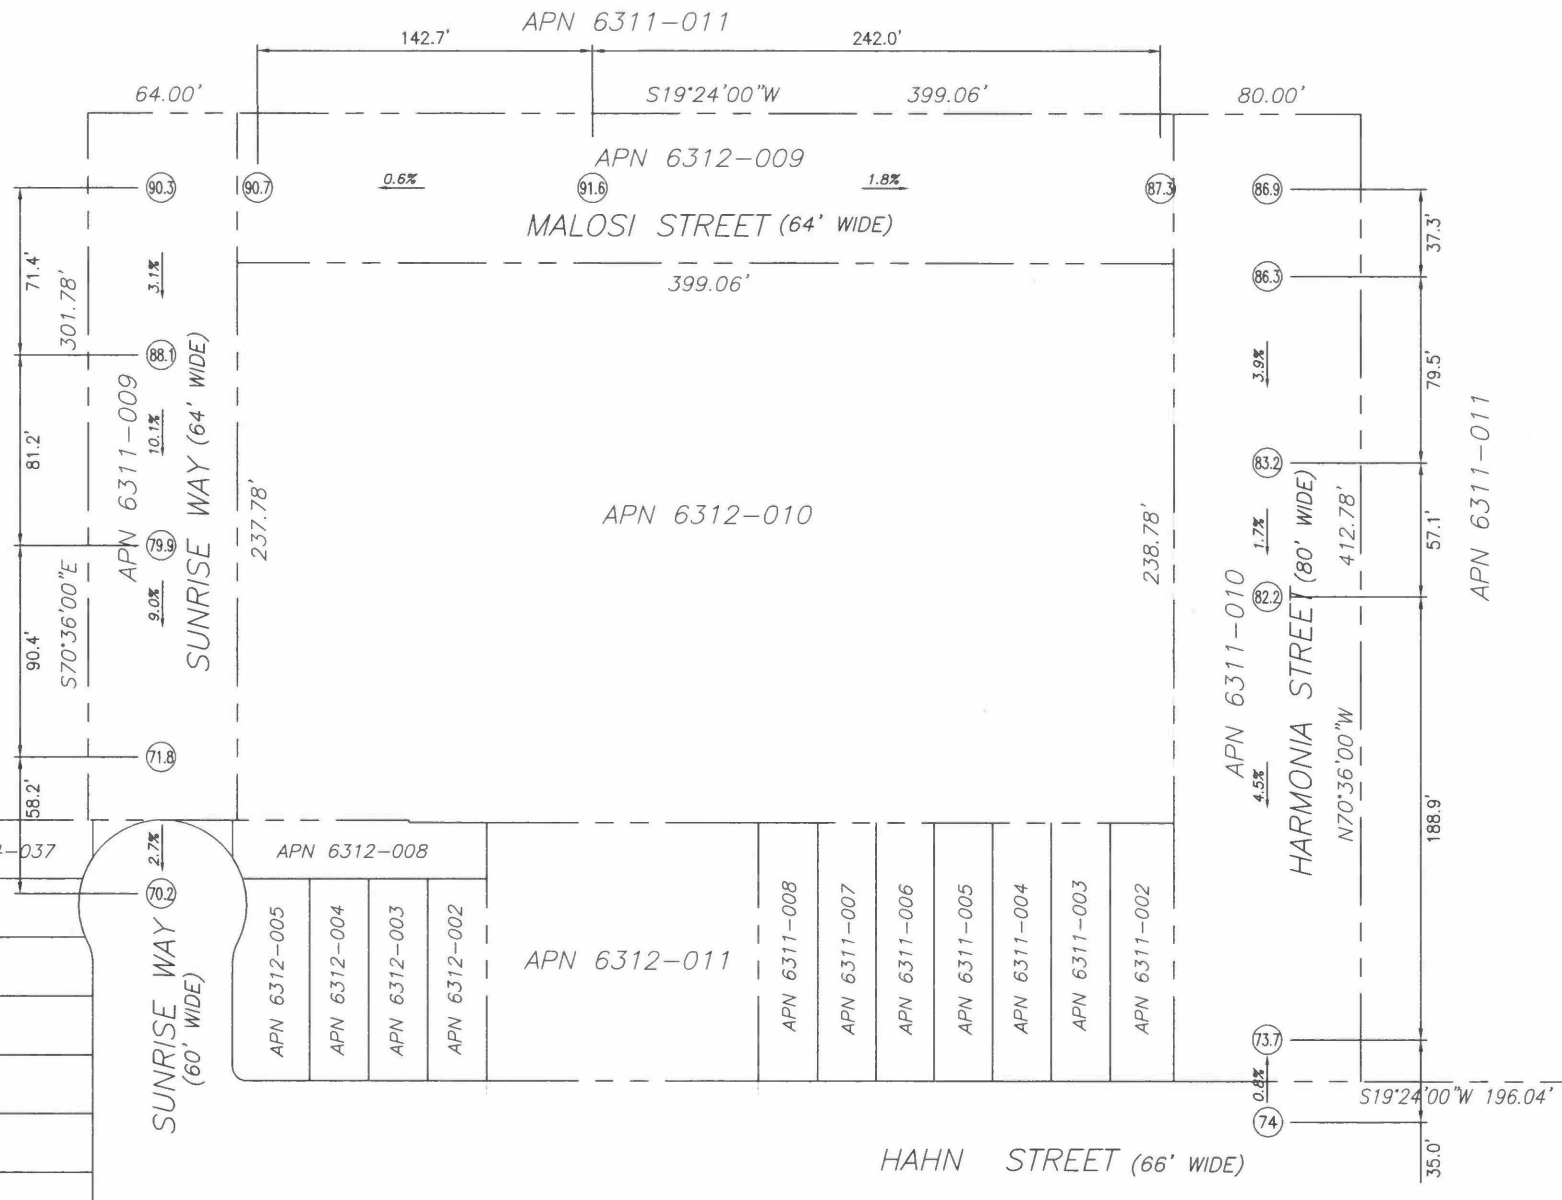 APN 6311-011
142.7'
242.0'
64.00'
S19°24'00"W
399.06'
80.00'
APN 6312-009
90.3
90.7
0.6%
91.6
1.8%
87.3
86.9
MALOSI STREET (64' WIDE)
37.3'
399.06'
86.3
71.4'
3.1%
301.78'
88.1
3.9%
79.5'
81.2'
10.1%
APN 6311-009
SUNRISE WAY (64' WIDE)
237.78'
79.9
83.2
APN 6312-010
238.78'
1.7%
57.1'
412.78'
APN 6311-011
82.2
90.4'
S70°36'00"E
9.0%
71.8
APN 6311-010
HARMONIA STREET (80' WIDE)
N70°36'00"W
4.5%
188.9'
58.2'
2.7%
-037
APN 6312-008
70.2
SUNRISE WAY
(60' WIDE)
APN 6312-005
APN 6312-004
APN 6312-003
APN 6312-002
APN 6312-011
APN 6311-008
APN 6311-007
APN 6311-006
APN 6311-005
APN 6311-004
APN 6311-003
APN 6311-002
73.7
0.8%
74
S19°24'00"W 196.04'
35.0'
HAHN STREET (66' WIDE)